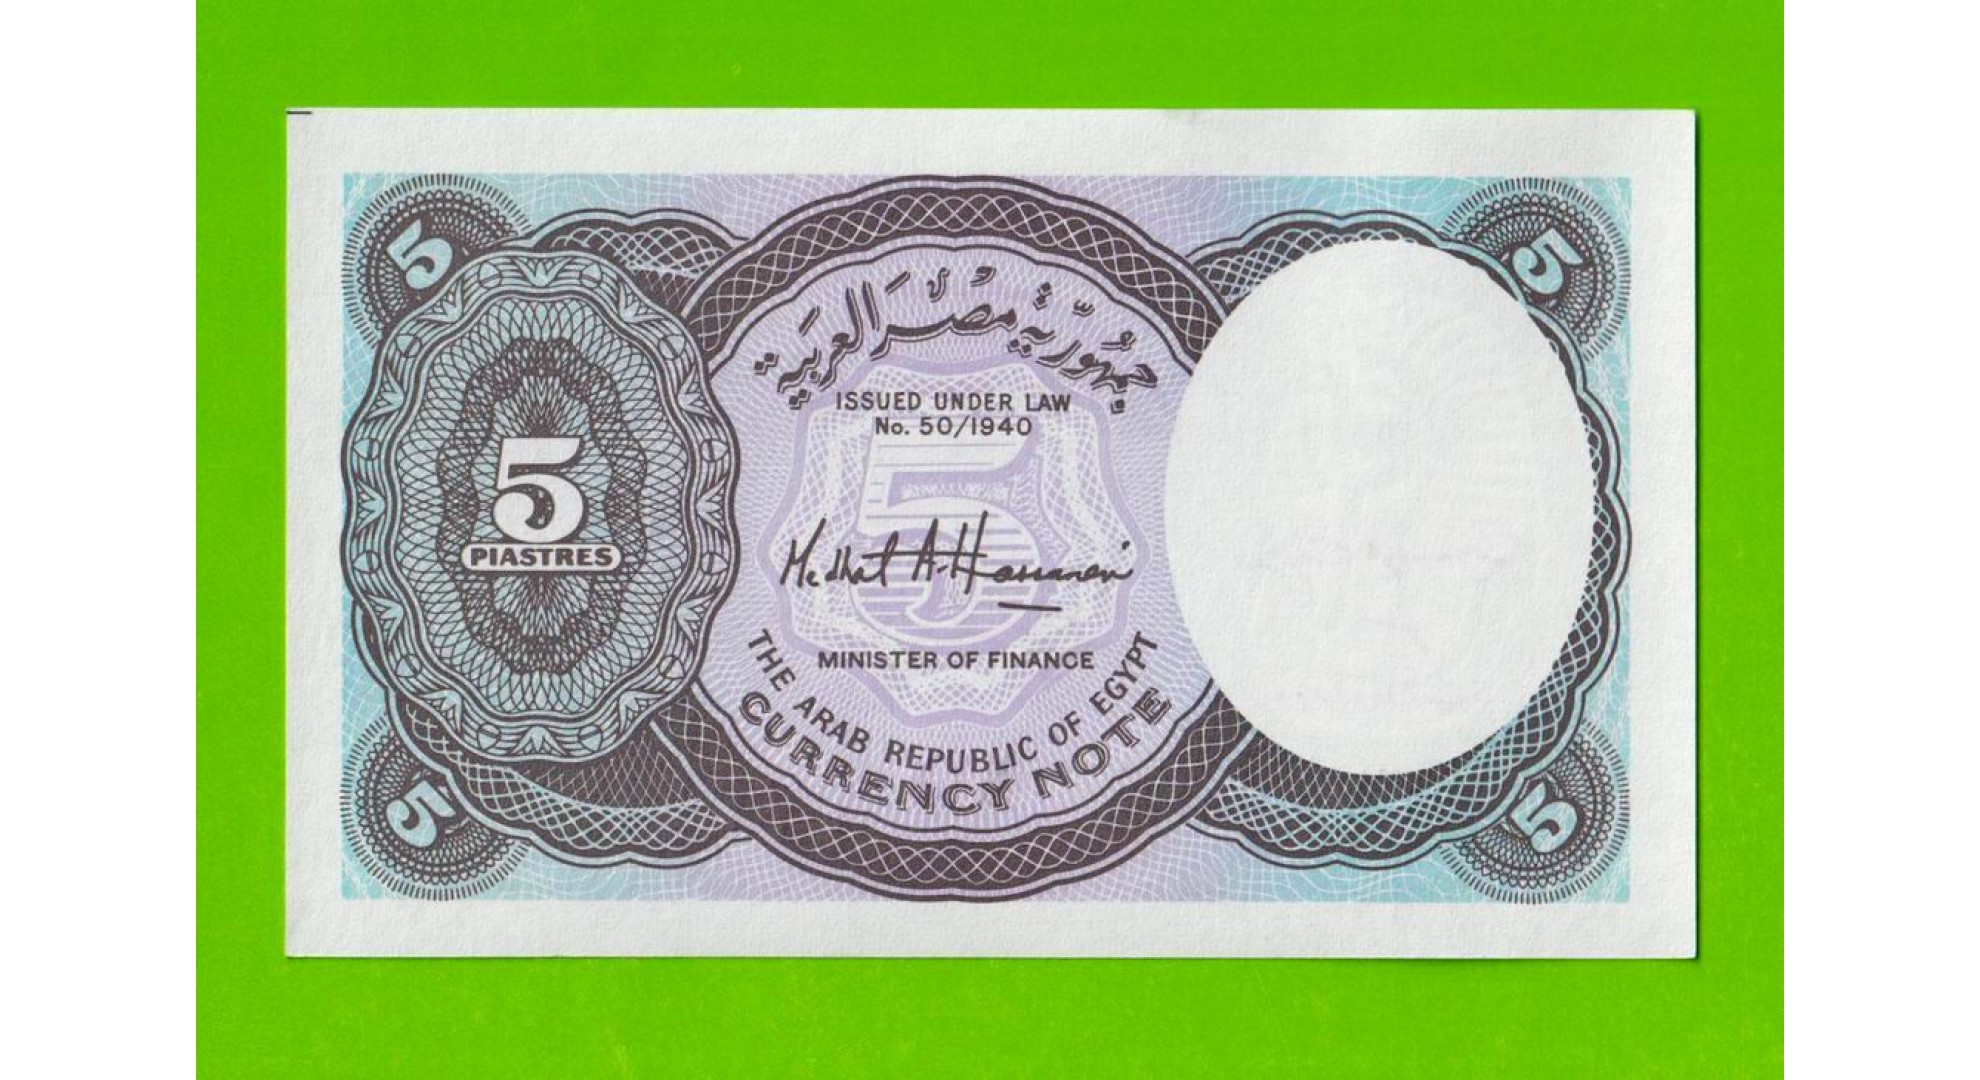 5
5
جمهورية مصر العربية
ISSUED UNDER LAW
No. 50/1940
5
PIASTRES
5
Medhat A. Hassanein
MINISTER OF FINANCE
THE ARAB REPUBLIC OF EGYPT
CURRENCY NOTE
5
5